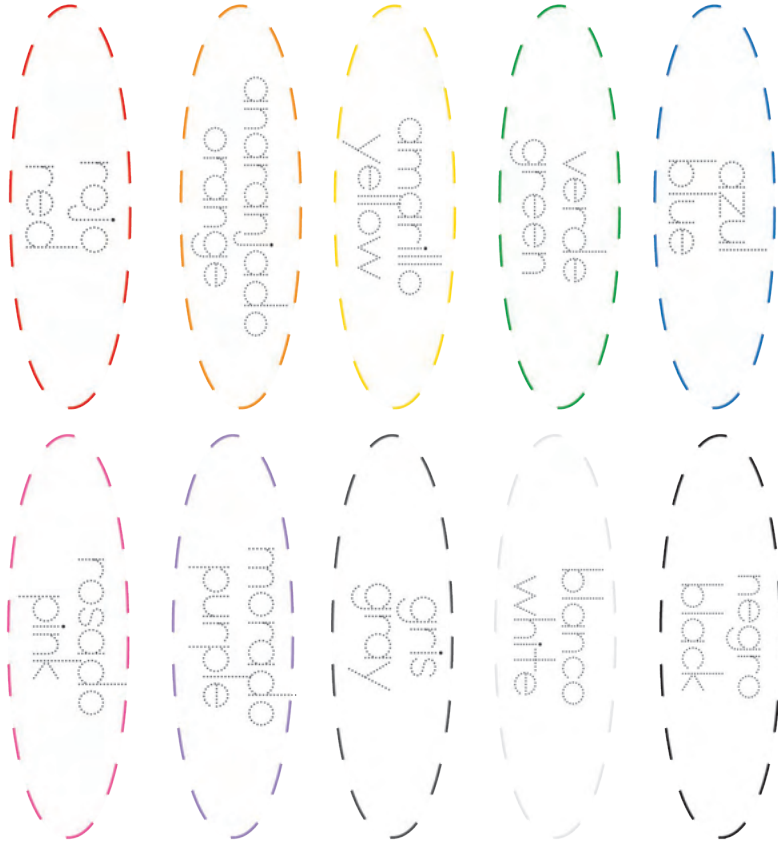 azul
blue
negro
black
verde
green
blanco
white
amarillo
yellow
gris
gray
anaranjado
orange
morado
purple
rojo
red
rosado
pink